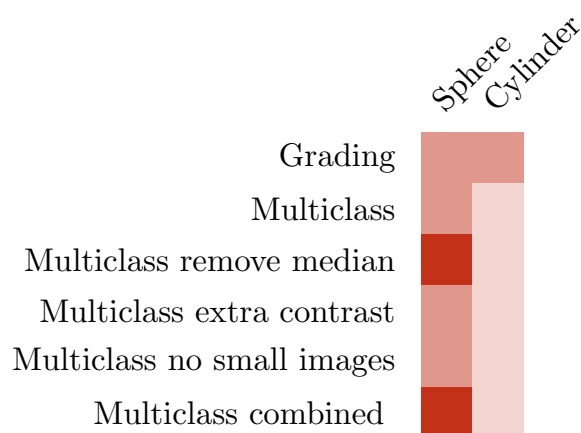 Sphere
Cylinder
Grading
Multiclass
Multiclass remove median
Multiclass extra contrast
Multiclass no small images
Multiclass combined